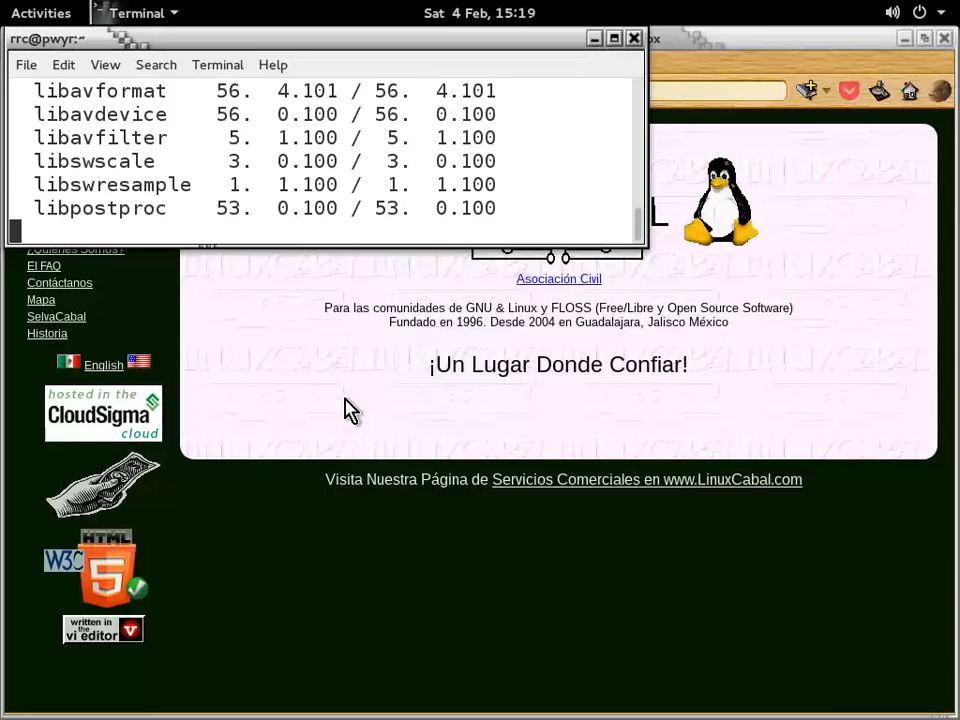 Activities Terminal Sat 4 Feb, 15:19
rrc@pwyr:~
File Edit View Search Terminal Help
libavformat 56. 4.101 / 56. 4.101
libavdevice 56. 0.100 / 56. 0.100
libavfilter 5. 1.100 / 5. 1.100
libswscale 3. 0.100 / 3. 0.100
libswresample 1. 1.100 / 1. 1.100
libpostproc 53. 0.100 / 53. 0.100
¿Quienes Somos?
El FAQ
Contáctanos
Mapa
SelvaCabal
Historia
English
hosted in the
CloudSigma
cloud
HTML
W3C
5
written in
the
vi editor
V
L
Asociación Civil
Para las comunidades de GNU & Linux y FLOSS (Free/Libre y Open Source Software)
Fundado en 1996. Desde 2004 en Guadalajara, Jalisco México
¡Un Lugar Donde Confiar!
Visita Nuestra Página de Servicios Comerciales en www.LinuxCabal.com